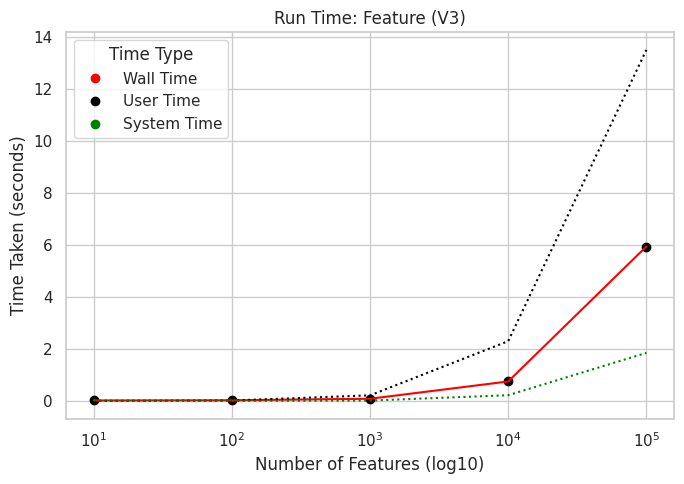 Run Time: Feature (V3)
Time Type
Wall Time
User Time
System Time
Time Taken (seconds)
14
12
10
8
6
4
2
0
10¹
10²
10³
10⁴
10⁵
Number of Features (log10)